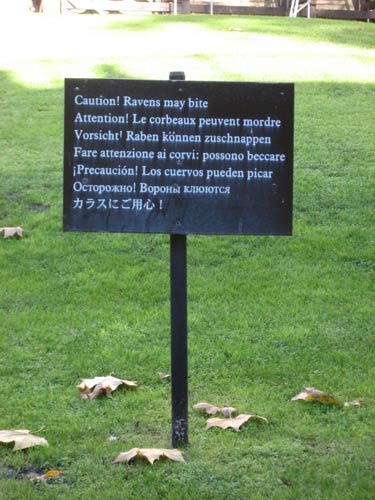 Caution! Ravens may bite
Attention! Le corbeaux peuvent mordre
Vorsicht! Raben können zuschnappen
Fare attenzione ai corvi: possono beccare
¡Precaución! Los cuervos pueden picar
Осторожно! Вороны клюются
カラスにご用心！